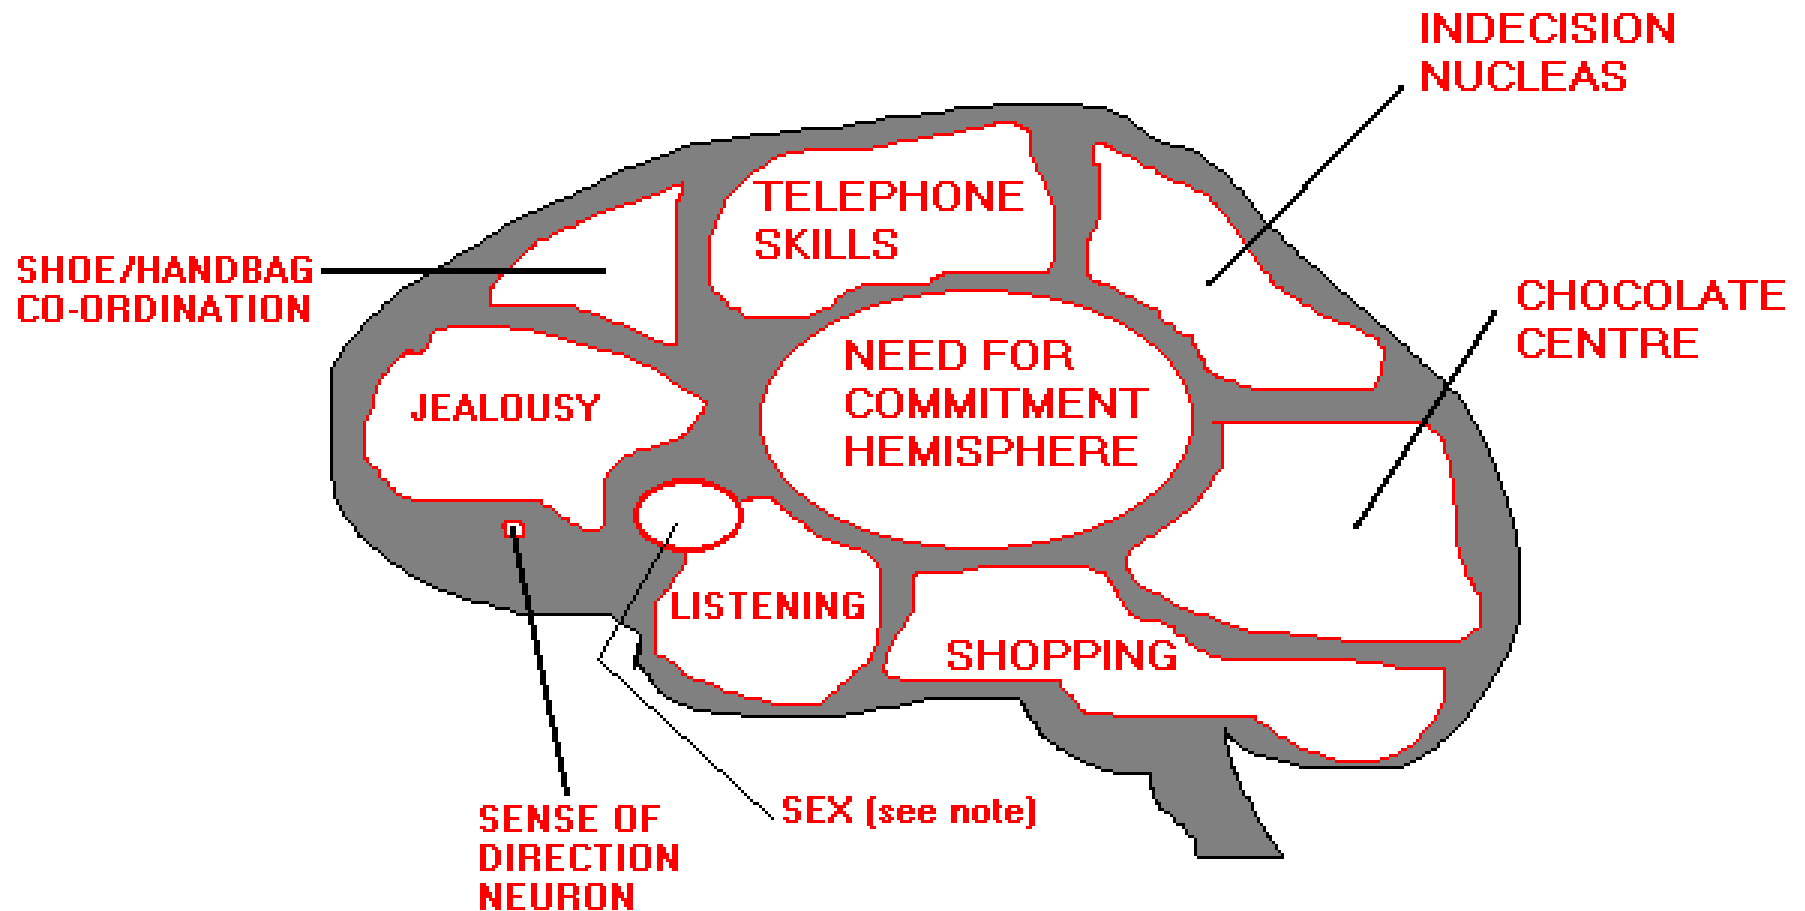 INDECISION
NUCLEAS
TELEPHONE
SKILLS
SHOE/HANDBAG
CO-ORDINATION
CHOCOLATE
CENTRE
NEED FOR
COMMITMENT
HEMISPHERE
JEALOUSY
LISTENING
SHOPPING
SEX (see note)
SENSE OF
DIRECTION
NEURON